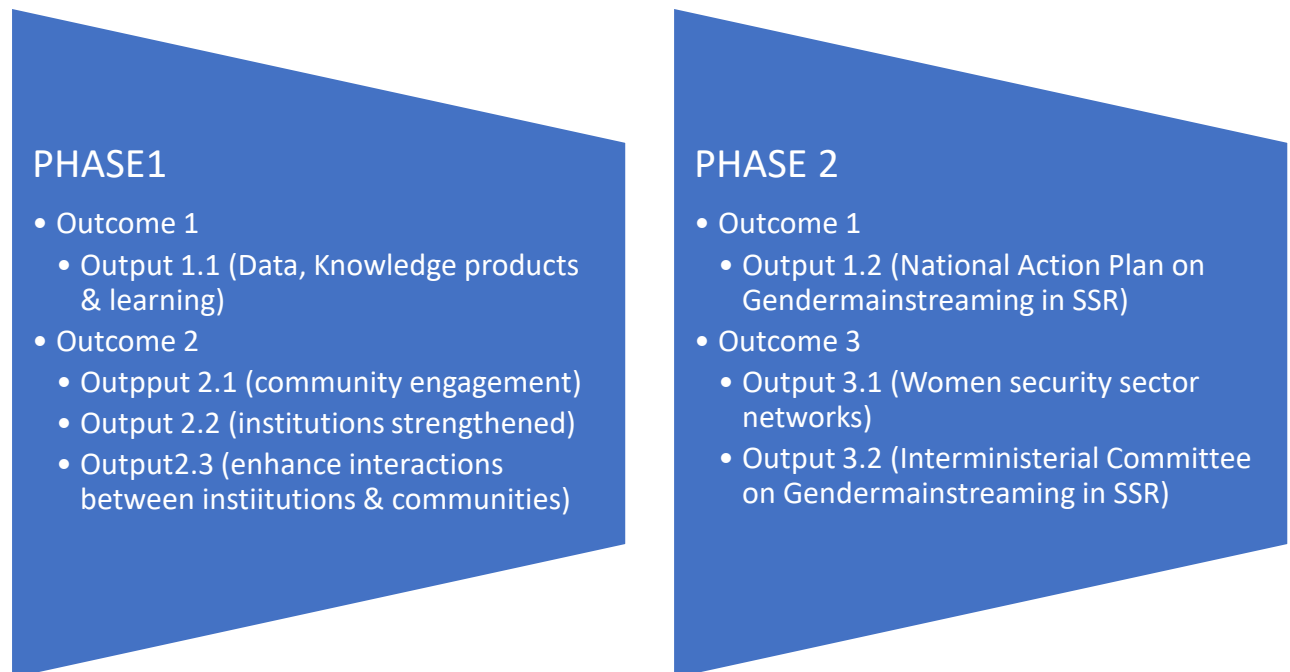 PHASE1
• Outcome 1
• Output 1.1 (Data, Knowledge products
& learning)
• Outcome 2
• Outpput 2.1 (community engagement)
• Output 2.2 (institutions strengthened)
• Output2.3 (enhance interactions
between instiitutions & communities)
PHASE 2
• Outcome 1
• Output 1.2 (National Action Plan on
Gendermainstreaming in SSR)
• Outcome 3
• Output 3.1 (Women security sector
networks)
• Output 3.2 (Interministerial Committee
on Gendermainstreaming in SSR)